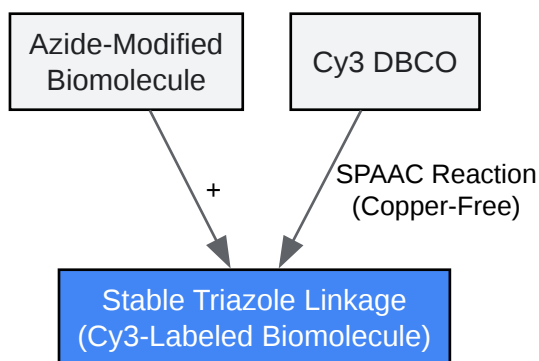 Azide-Modified
Biomolecule
Cy3 DBCO
+
SPAAC Reaction
(Copper-Free)
Stable Triazole Linkage
(Cy3-Labeled Biomolecule)